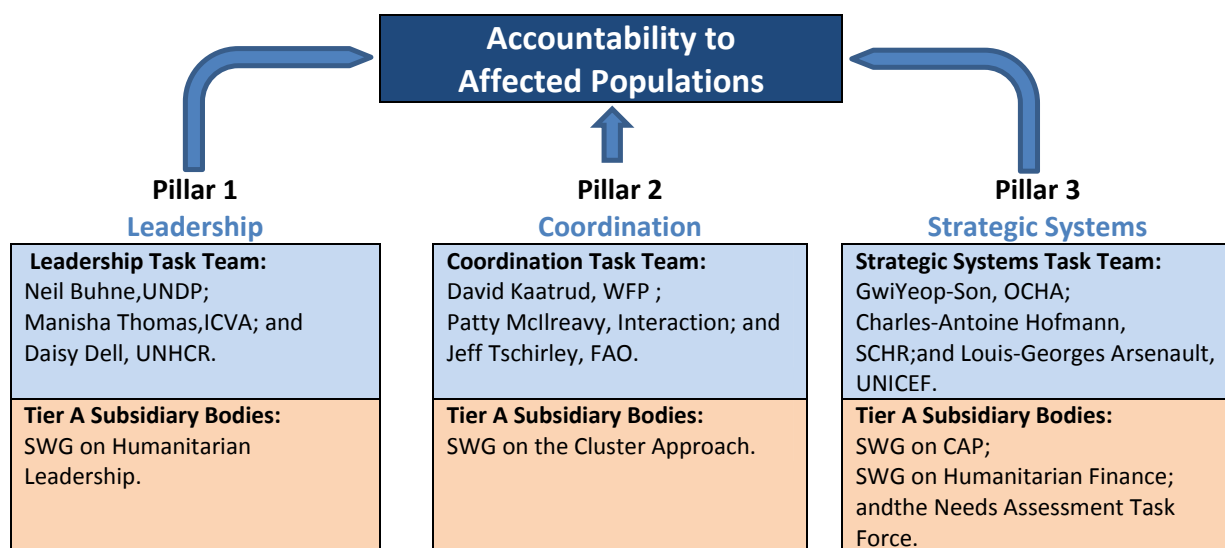 Accountability to
Affected Populations
Pillar 1
Leadership
Leadership Task Team:
Neil Buhne,UNDP;
Manisha Thomas,ICVA; and
Daisy Dell, UNHCR.
Tier A Subsidiary Bodies:
SWG on Humanitarian
Leadership.
Pillar 2
Coordination
Coordination Task Team:
David Kaatrud, WFP ;
Patty McIlreavy, Interaction; and
Jeff Tschirley, FAO.
Tier A Subsidiary Bodies:
SWG on the Cluster Approach.
Pillar 3
Strategic Systems
Strategic Systems Task Team:
GwiYeop-Son, OCHA;
Charles-Antoine Hofmann,
SCHR;and Louis-Georges Arsenault,
UNICEF.
Tier A Subsidiary Bodies:
SWG on CAP;
SWG on Humanitarian Finance;
andthe Needs Assessment Task
Force.